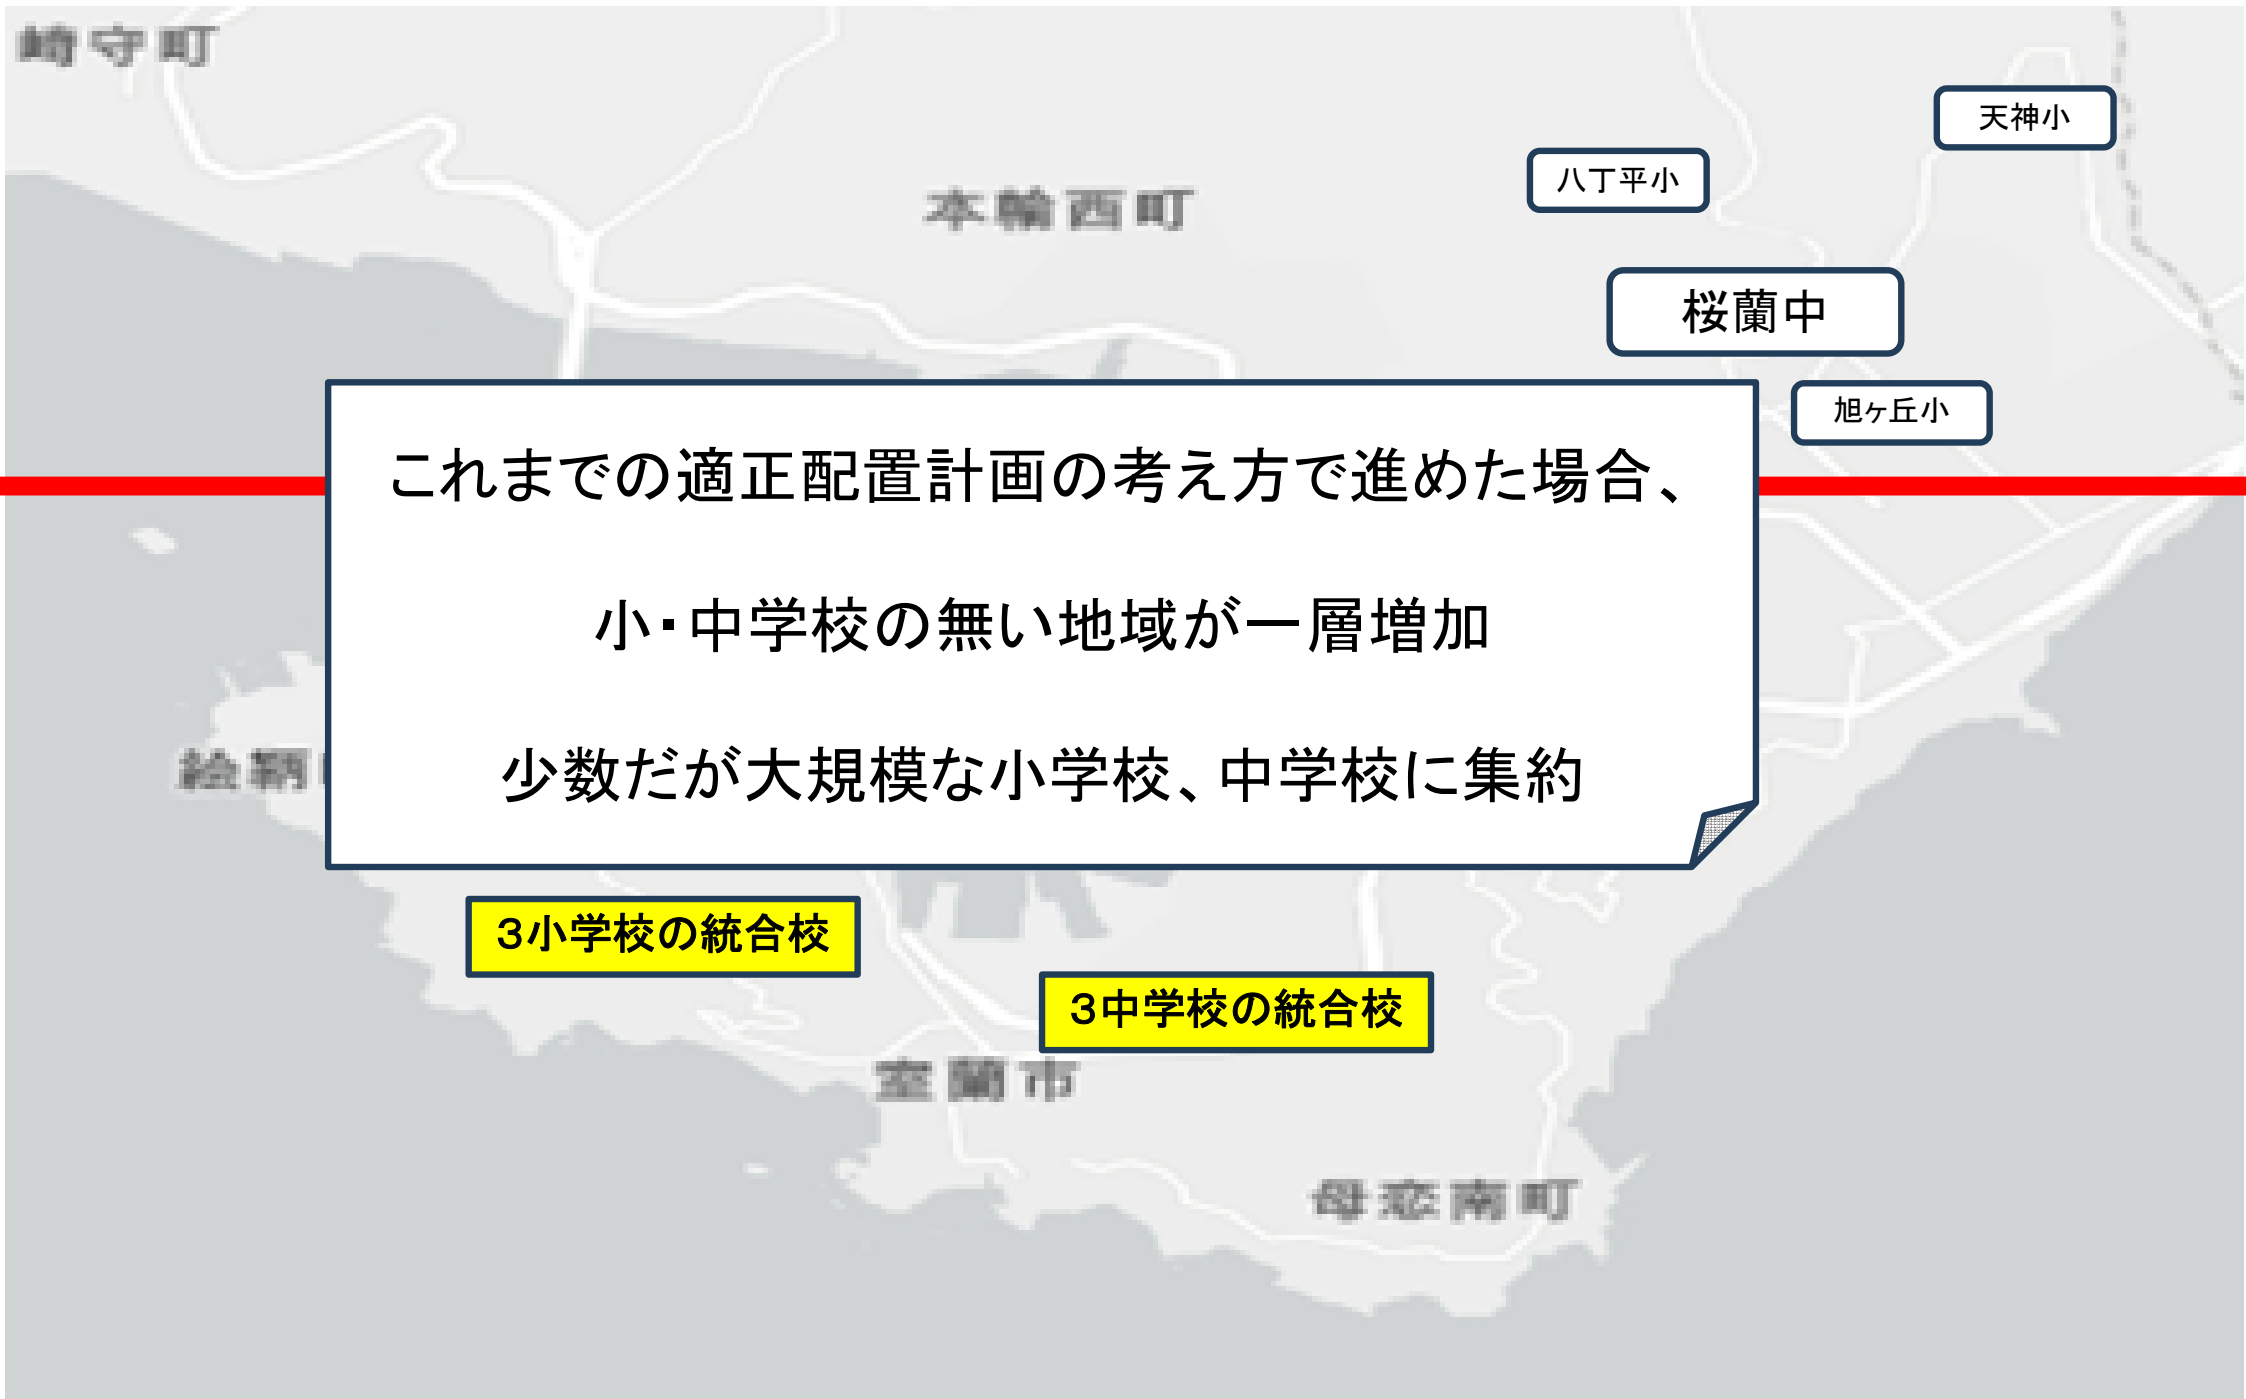 崎守町
天神小
八丁平小
本輪西町
桜蘭中
旭ヶ丘小
これまでの適正配置計画の考え方で進めた場合、
小・中学校の無い地域が一層増加
少数だが大規模な小学校、中学校に集約
絵鞆
3小学校の統合校
3中学校の統合校
室蘭市
母恋南町